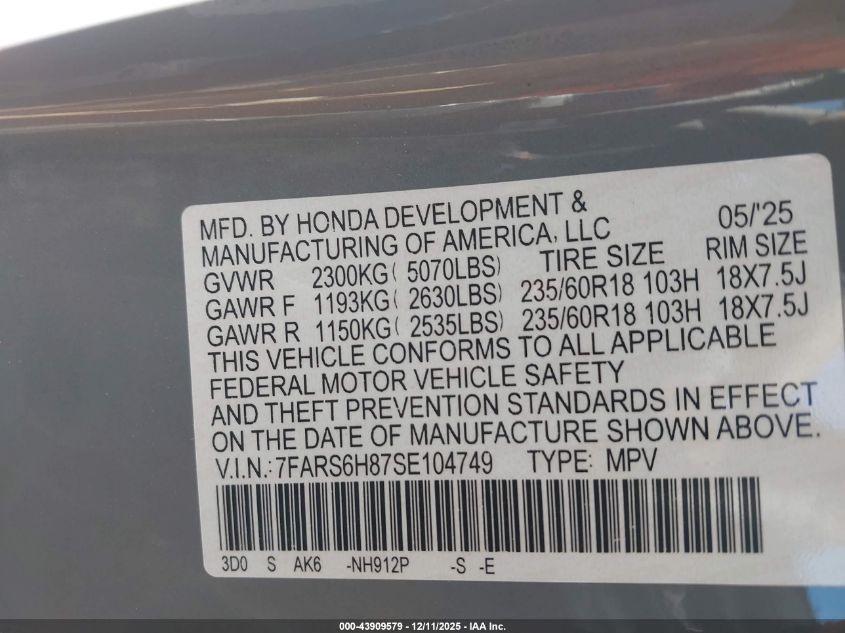 MFD. BY HONDA DEVELOPMENT & 05/'25
MANUFACTURING OF AMERICA, LLC
TIRE SIZE RIM SIZE
GVWR 2300KG( 5070LBS)
GAWR F 1193KG( 2630LBS) 235/60R18 103H 18X7.5J
GAWR R 1150KG( 2535LBS) 235/60R18 103H 18X7.5J
THIS VEHICLE CONFORMS TO ALL APPLICABLE
FEDERAL MOTOR VEHICLE SAFETY
AND THEFT PREVENTION STANDARDS IN EFFECT
ON THE DATE OF MANUFACTURE SHOWN ABOVE.
V.I.N.:7FARS6H87SE104749 TYPE: MPV
3D0 S AK6 -NH912P -S -E
000-43909579 - 12/11/2025 - IAA Inc.